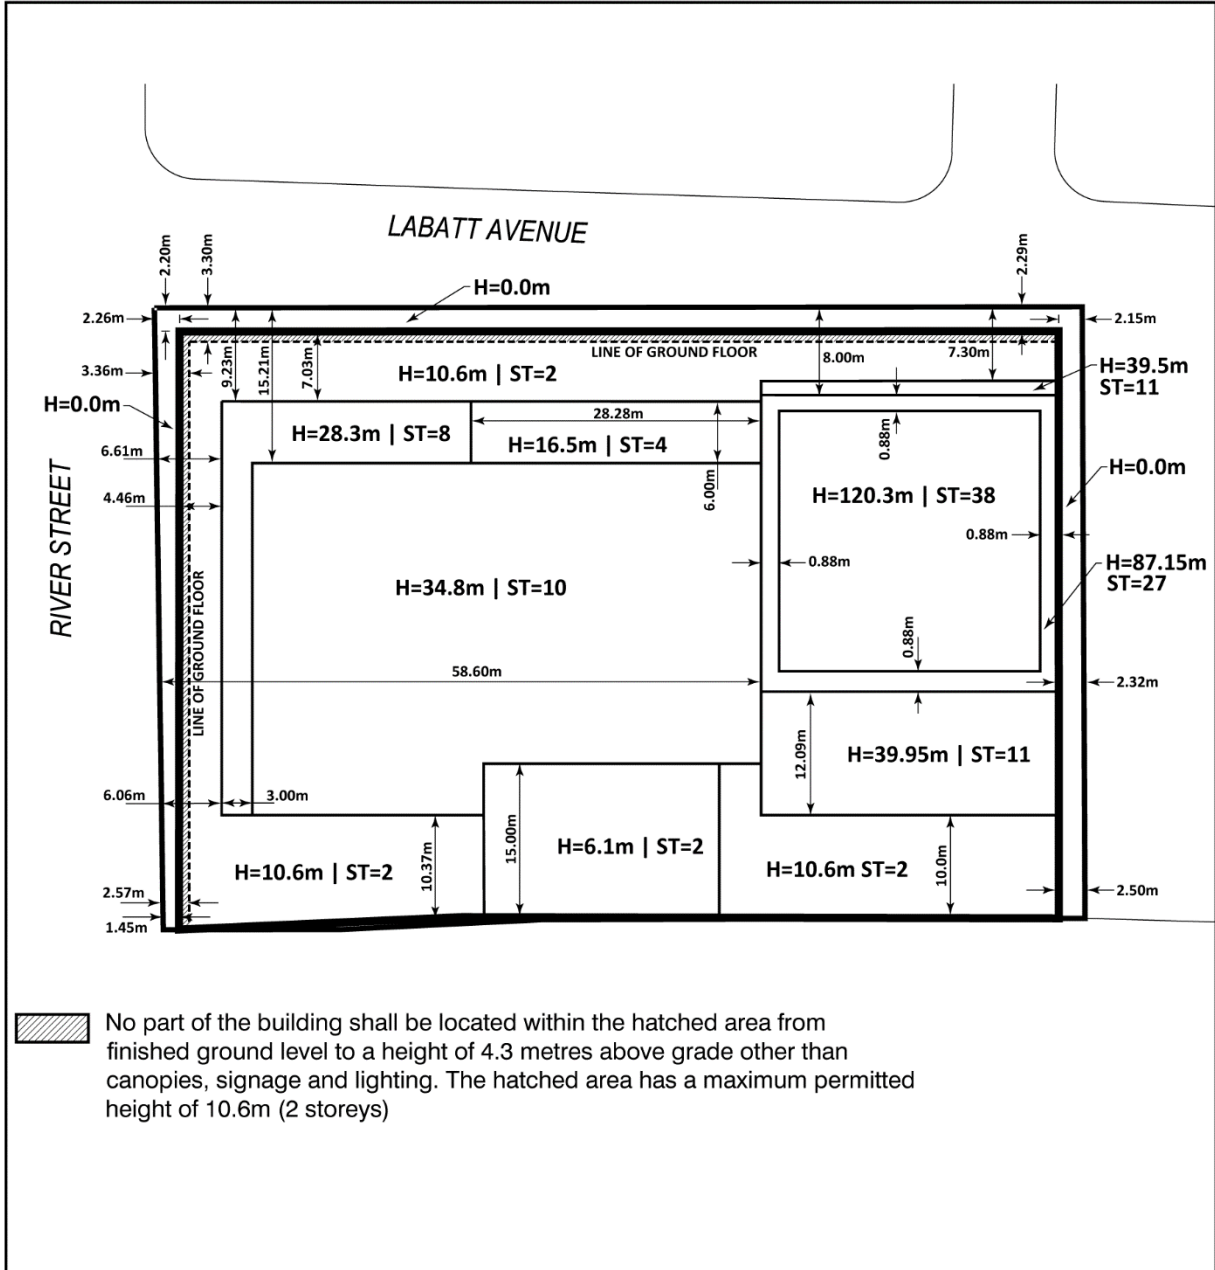 LABATT AVENUE
2.20m
3.30m
2.29m
H=0.0m
2.26m
2.15m
LINE OF GROUND FLOOR
9.23m
15.21m
7.03m
8.00m
7.30m
3.36m
H=10.6m | ST=2
H=39.5m
ST=11
H=0.0m
28.28m
H=28.3m | ST=8
H=16.5m | ST=4
0.88m
6.61m
H=0.0m
4.46m
6.00m
H=120.3m | ST=38
RIVER STREET
0.88m
0.88m
H=87.15m
ST=27
H=34.8m | ST=10
LINE OF GROUND FLOOR
0.88m
58.60m
2.32m
12.09m
H=39.95m | ST=11
6.06m
3.00m
15.00m
H=6.1m | ST=2
10.37m
H=10.6m | ST=2
H=10.6m ST=2
10.0m
2.57m
2.50m
1.45m
No part of the building shall be located within the hatched area from
finished ground level to a height of 4.3 metres above grade other than
canopies, signage and lighting. The hatched area has a maximum permitted
height of 10.6m (2 storeys)